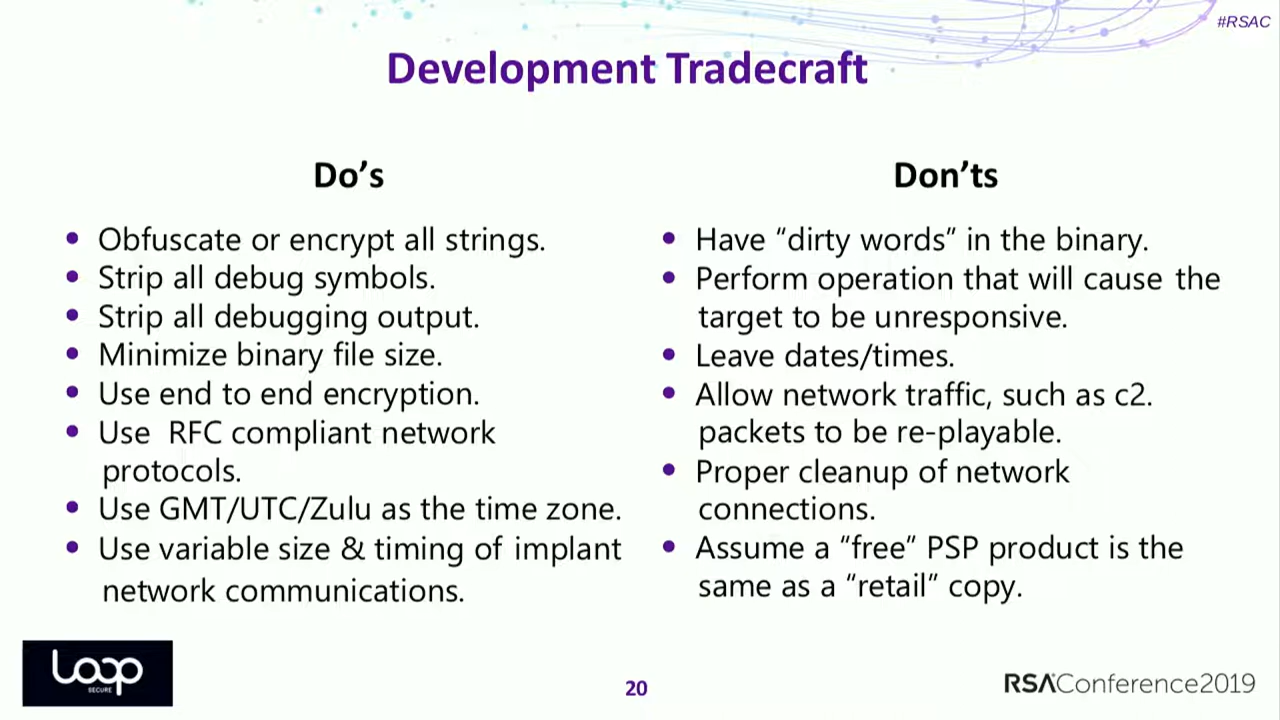 #RSAC
Development Tradecraft
Do’s
• Obfuscate or encrypt all strings.
• Strip all debug symbols.
• Strip all debugging output.
• Minimize binary file size.
• Use end to end encryption.
• Use  RFC compliant network
protocols.
• Use GMT/UTC/Zulu as the time zone.
• Use variable size & timing of implant
network communications.
Don’ts
• Have “dirty words” in the binary.
• Perform operation that will cause the
target to be unresponsive.
• Leave dates/times.
• Allow network traffic, such as c2.
packets to be re-playable.
• Proper cleanup of network
connections.
• Assume a “free” PSP product is the
same as a “retail” copy.
Loop
SECURE
20
RSAConference2019